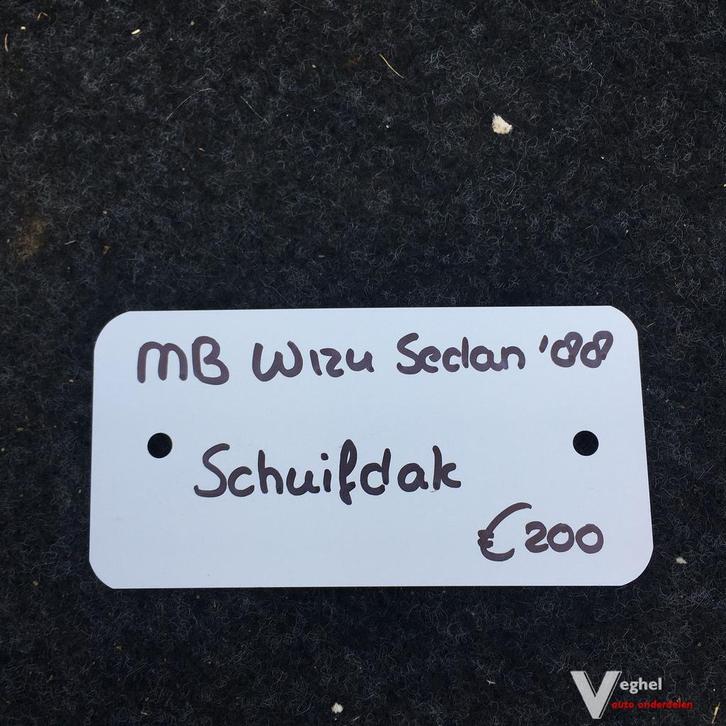 MB W124 Sedan '88
Schuifdak
€200
Veghel
auto onderdelen